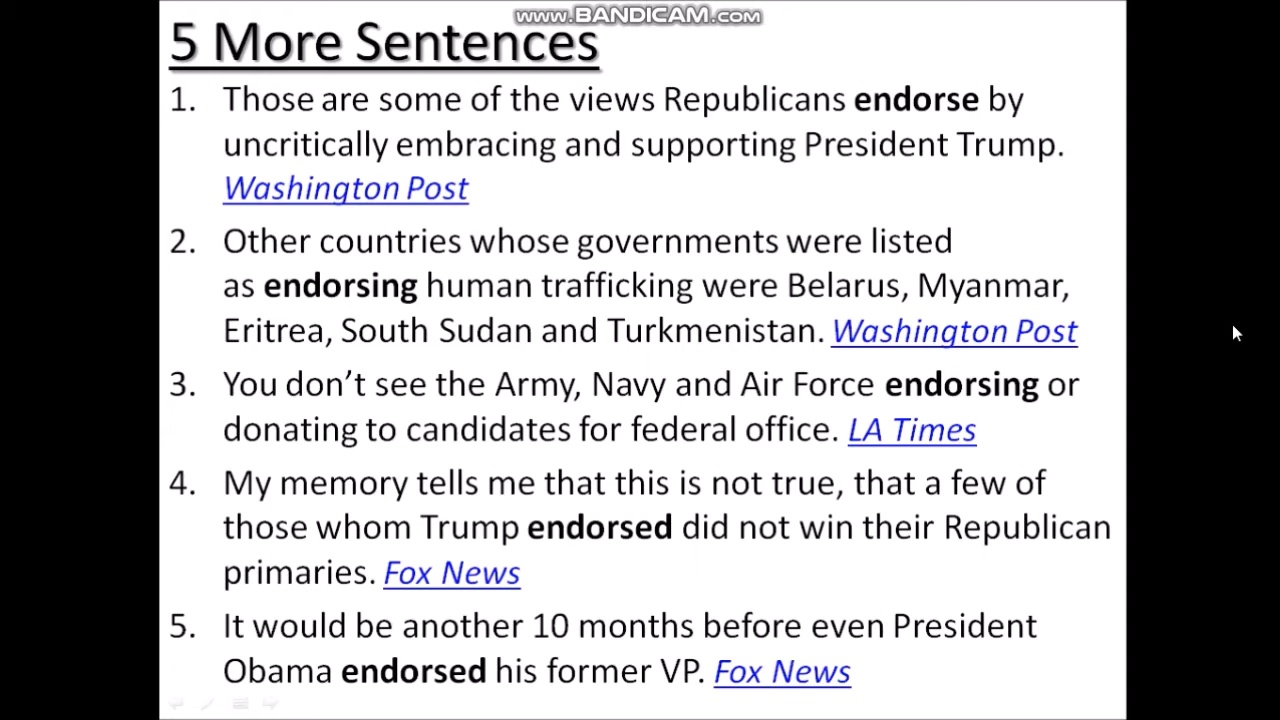 www.BANDICAM.com
5 More Sentences
1. Those are some of the views Republicans endorse by
uncritically embracing and supporting President Trump.
Washington Post
2. Other countries whose governments were listed
as endorsing human trafficking were Belarus, Myanmar,
Eritrea, South Sudan and Turkmenistan. Washington Post
3. You don’t see the Army, Navy and Air Force endorsing or
donating to candidates for federal office. LA Times
4. My memory tells me that this is not true, that a few of
those whom Trump endorsed did not win their Republican
primaries. Fox News
5. It would be another 10 months before even President
Obama endorsed his former VP. Fox News